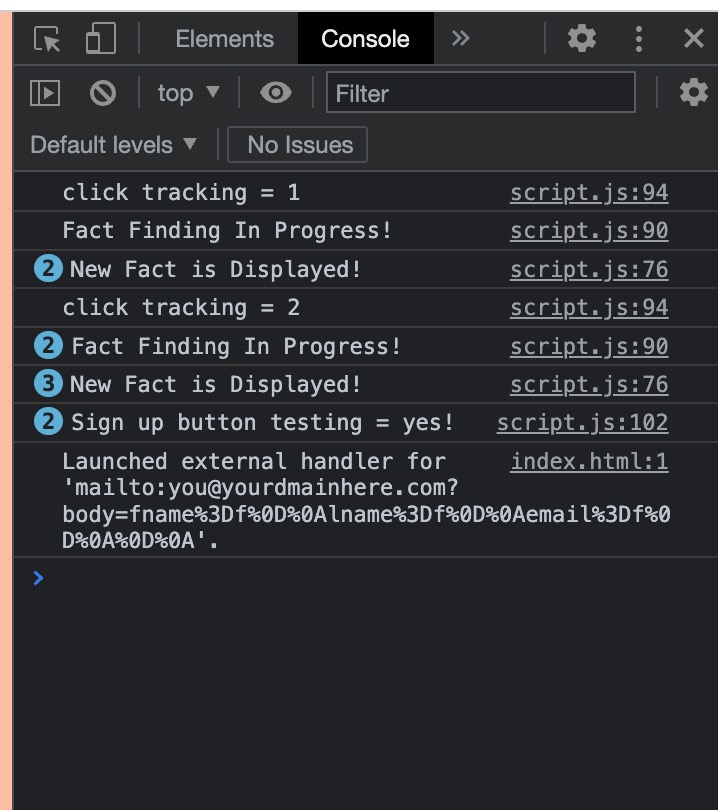 Elements Console
top Filter
Default levels No Issues
click tracking = 1 script.js:94
Fact Finding In Progress! script.js:90
2 New Fact is Displayed! script.js:76
click tracking = 2 script.js:94
2 Fact Finding In Progress! script.js:90
3 New Fact is Displayed! script.js:76
2 Sign up button testing = yes! script.js:102
Launched external handler for index.html:1
'mailto:you@yourdmainhere.com?
body=fname%3Df%0D%0Alname%3Df%0D%0Aemail%3Df%0
D%0A%0D%0A'.